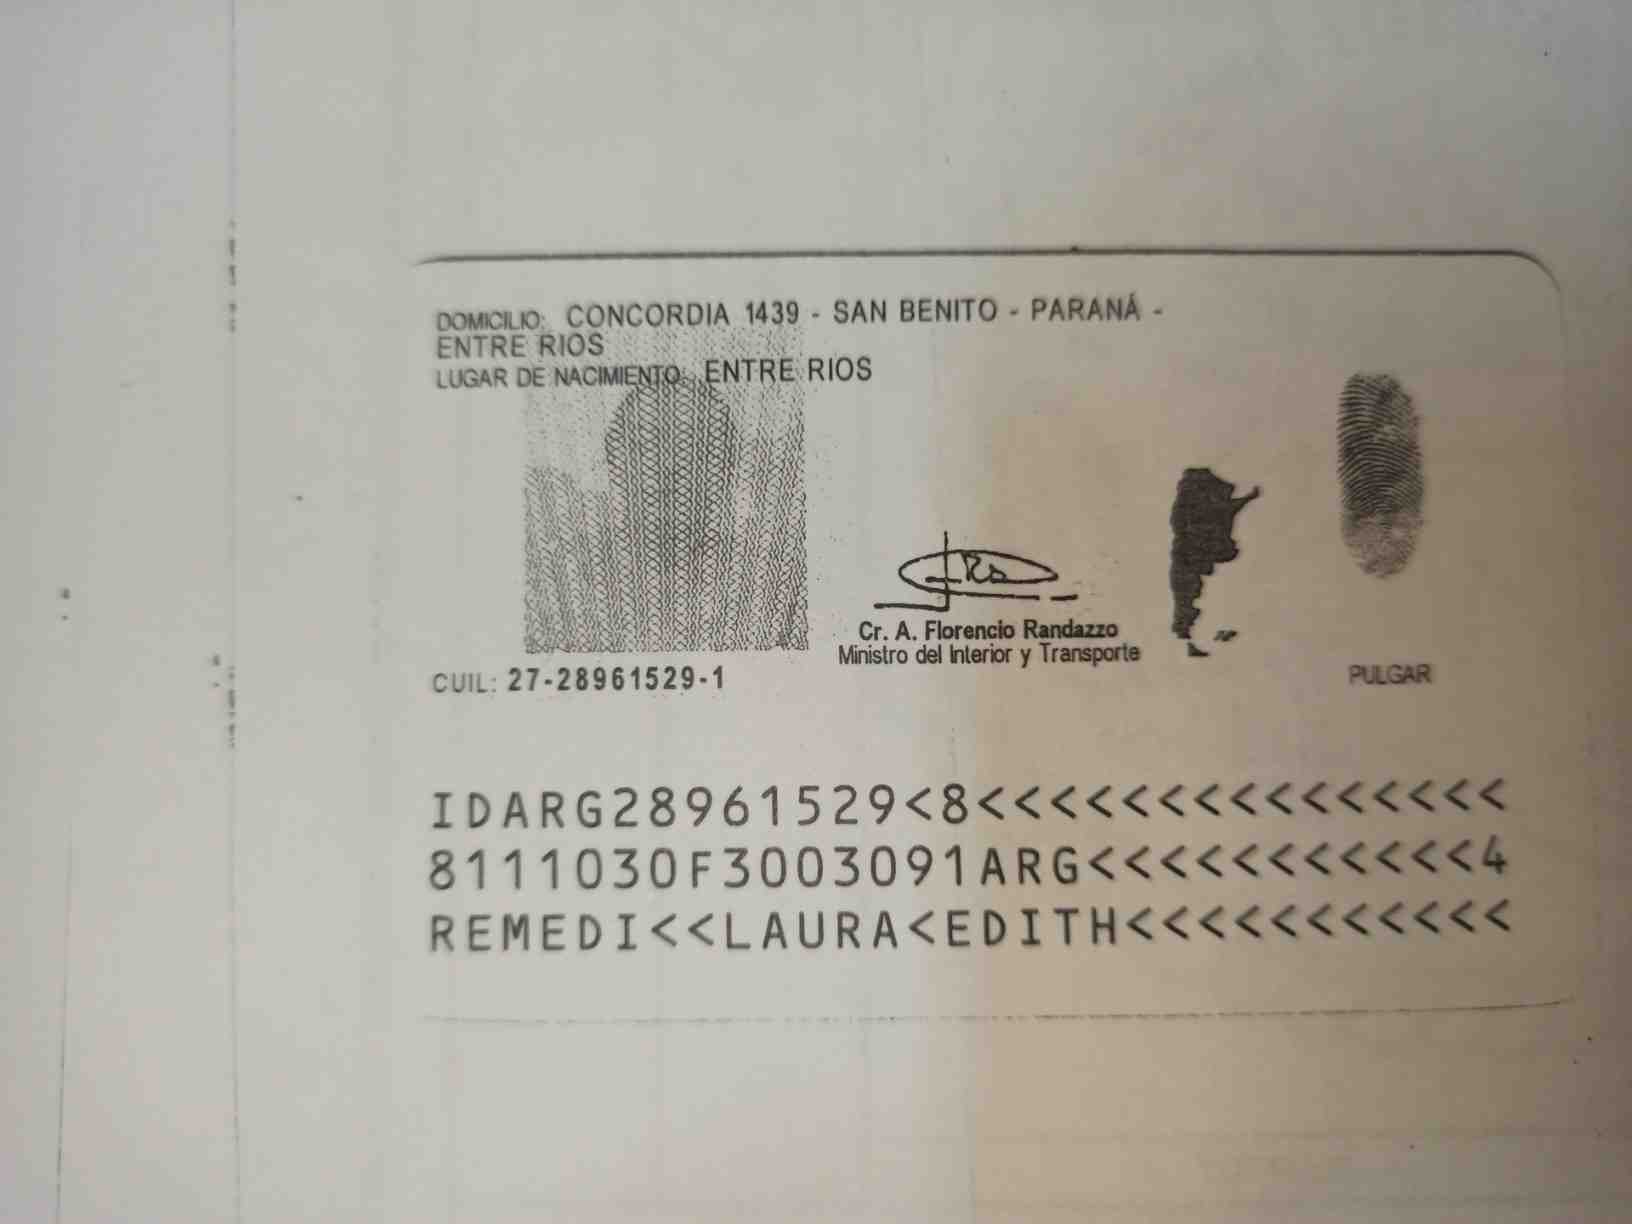 DOMICILIO: CONCORDIA 1439 - SAN BENITO - PARANÁ -
ENTRE RIOS
LUGAR DE NACIMIENTO: ENTRE RIOS
Cr. A. Florencio Randazzo
Ministro del Interior y Transporte
CUIL: 27-28961529-1
PULGAR
IDARG28961529<8<<<<<<<<<<<<<<<
8111030F3003091ARG<<<<<<<<<<<4
REMEDI<<LAURA<EDITH<<<<<<<<<<<